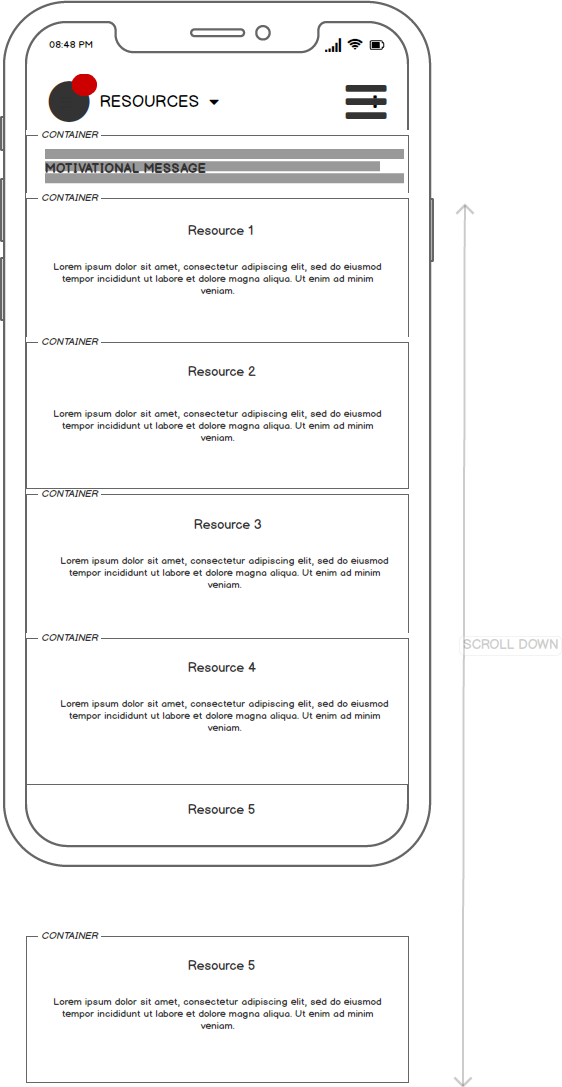 08:48 PM
RESOURCES
CONTAINER
MOTIVATIONAL MESSAGE
CONTAINER
Resource 1
Lorem ipsum dolor sit amet, consectetur adipiscing elit, sed do eiusmod
tempor incididunt ut labore et dolore magna aliqua. Ut enim ad minim
veniam.
CONTAINER
Resource 2
Lorem ipsum dolor sit amet, consectetur adipiscing elit, sed do eiusmod
tempor incididunt ut labore et dolore magna aliqua. Ut enim ad minim
veniam.
CONTAINER
Resource 3
Lorem ipsum dolor sit amet, consectetur adipiscing elit, sed do eiusmod
tempor incididunt ut labore et dolore magna aliqua. Ut enim ad minim
veniam.
CONTAINER
SCROLL DOWN
Resource 4
Lorem ipsum dolor sit amet, consectetur adipiscing elit, sed do eiusmod
tempor incididunt ut labore et dolore magna aliqua. Ut enim ad minim
veniam.
Resource 5
CONTAINER
Resource 5
Lorem ipsum dolor sit amet, consectetur adipiscing elit, sed do eiusmod
tempor incididunt ut labore et dolore magna aliqua. Ut enim ad minim
veniam.